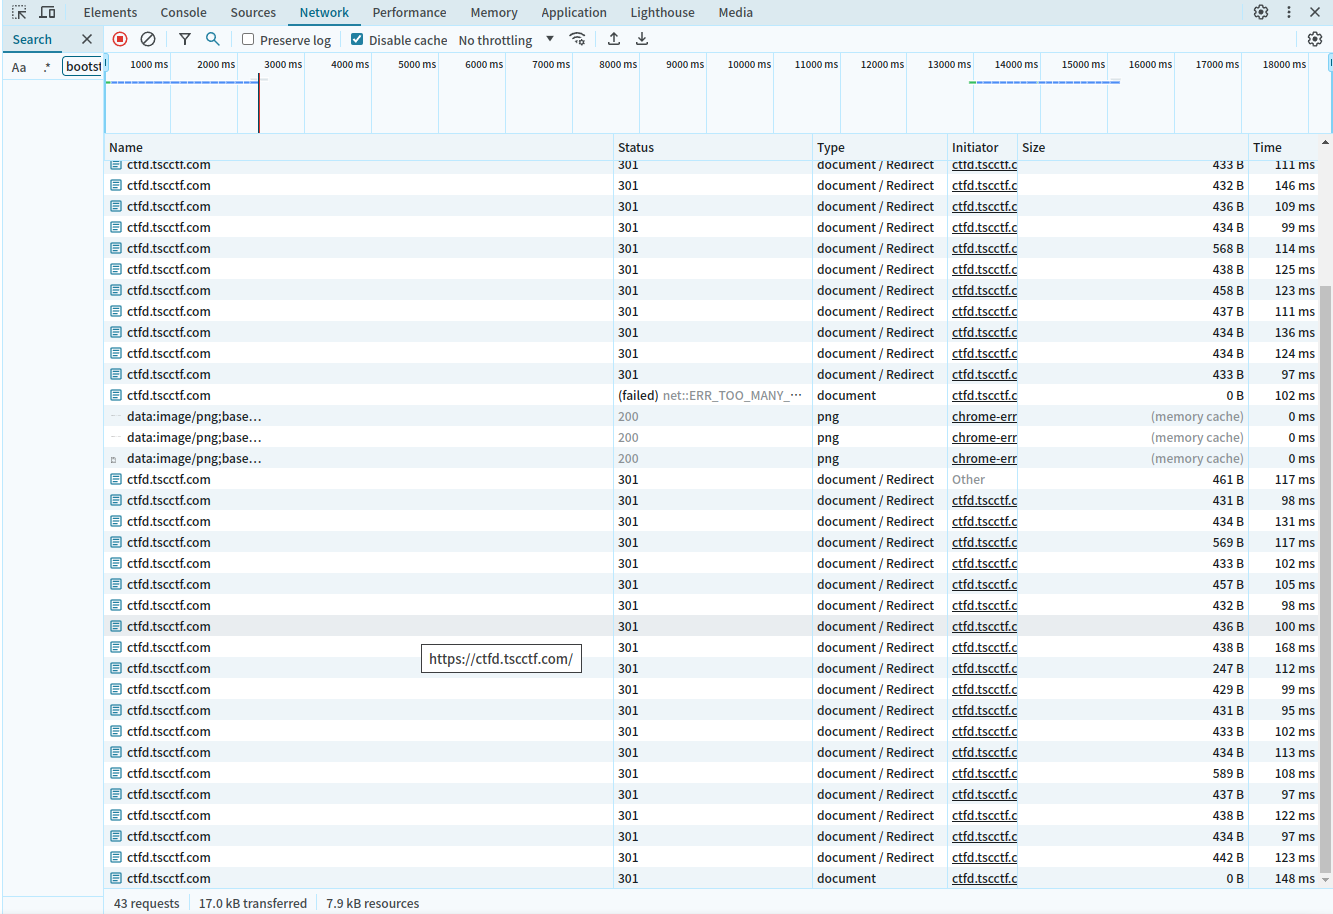 Elements Console Sources Network Performance Memory Application Lighthouse Media
Search Preserve log Disable cache No throttling
Aa .* boots
1000 ms 2000 ms 3000 ms 4000 ms 5000 ms 6000 ms 7000 ms 8000 ms 9000 ms 10000 ms 11000 ms 12000 ms 13000 ms 14000 ms 15000 ms 16000 ms 17000 ms 18000 ms
Name Status Type Initiator Size Time
ctfd.tscctf.com 301 document / Redirect ctfd.tscctf.c 433 B 111 ms
ctfd.tscctf.com 301 document / Redirect ctfd.tscctf.c 432 B 146 ms
ctfd.tscctf.com 301 document / Redirect ctfd.tscctf.c 436 B 109 ms
ctfd.tscctf.com 301 document / Redirect ctfd.tscctf.c 434 B 99 ms
ctfd.tscctf.com 301 document / Redirect ctfd.tscctf.c 568 B 114 ms
ctfd.tscctf.com 301 document / Redirect ctfd.tscctf.c 438 B 125 ms
ctfd.tscctf.com 301 document / Redirect ctfd.tscctf.c 458 B 123 ms
ctfd.tscctf.com 301 document / Redirect ctfd.tscctf.c 437 B 111 ms
ctfd.tscctf.com 301 document / Redirect ctfd.tscctf.c 434 B 136 ms
ctfd.tscctf.com 301 document / Redirect ctfd.tscctf.c 434 B 124 ms
ctfd.tscctf.com 301 document / Redirect ctfd.tscctf.c 433 B 97 ms
ctfd.tscctf.com (failed) net::ERR_TOO_MANY_… document ctfd.tscctf.c 0 B 102 ms
data:image/png;base… 200 png chrome-err (memory cache) 0 ms
data:image/png;base… 200 png chrome-err (memory cache) 0 ms
data:image/png;base… 200 png chrome-err (memory cache) 0 ms
ctfd.tscctf.com 301 document / Redirect Other 461 B 117 ms
ctfd.tscctf.com 301 document / Redirect ctfd.tscctf.c 431 B 98 ms
ctfd.tscctf.com 301 document / Redirect ctfd.tscctf.c 434 B 131 ms
ctfd.tscctf.com 301 document / Redirect ctfd.tscctf.c 569 B 117 ms
ctfd.tscctf.com 301 document / Redirect ctfd.tscctf.c 433 B 102 ms
ctfd.tscctf.com 301 document / Redirect ctfd.tscctf.c 457 B 105 ms
ctfd.tscctf.com 301 document / Redirect ctfd.tscctf.c 432 B 98 ms
ctfd.tscctf.com 301 document / Redirect ctfd.tscctf.c 436 B 100 ms
ctfd.tscctf.com 301 document / Redirect ctfd.tscctf.c 438 B 168 ms
https://ctfd.tscctf.com/
ctfd.tscctf.com 301 document / Redirect ctfd.tscctf.c 247 B 112 ms
ctfd.tscctf.com 301 document / Redirect ctfd.tscctf.c 429 B 99 ms
ctfd.tscctf.com 301 document / Redirect ctfd.tscctf.c 431 B 95 ms
ctfd.tscctf.com 301 document / Redirect ctfd.tscctf.c 433 B 102 ms
ctfd.tscctf.com 301 document / Redirect ctfd.tscctf.c 434 B 113 ms
ctfd.tscctf.com 301 document / Redirect ctfd.tscctf.c 589 B 108 ms
ctfd.tscctf.com 301 document / Redirect ctfd.tscctf.c 437 B 97 ms
ctfd.tscctf.com 301 document / Redirect ctfd.tscctf.c 438 B 122 ms
ctfd.tscctf.com 301 document / Redirect ctfd.tscctf.c 434 B 97 ms
ctfd.tscctf.com 301 document / Redirect ctfd.tscctf.c 442 B 123 ms
ctfd.tscctf.com 301 document ctfd.tscctf.c 0 B 148 ms
43 requests 17.0 kB transferred 7.9 kB resources